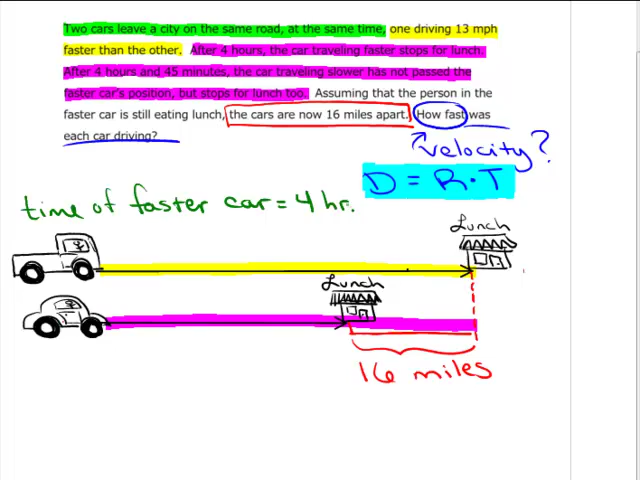 Two cars leave a city on the same road, at the same time, one driving 13 mph
faster than the other. After 4 hours, the car traveling faster stops for lunch.
After 4 hours and 45 minutes, the car traveling slower has not passed the
faster car's position, but stops for lunch too. Assuming that the person in the
faster car is still eating lunch, the cars are now 16 miles apart. How fast was
each car driving?
velocity?
D = R·T
time of faster car = 4 hr.
Lunch
Lunch
16 miles